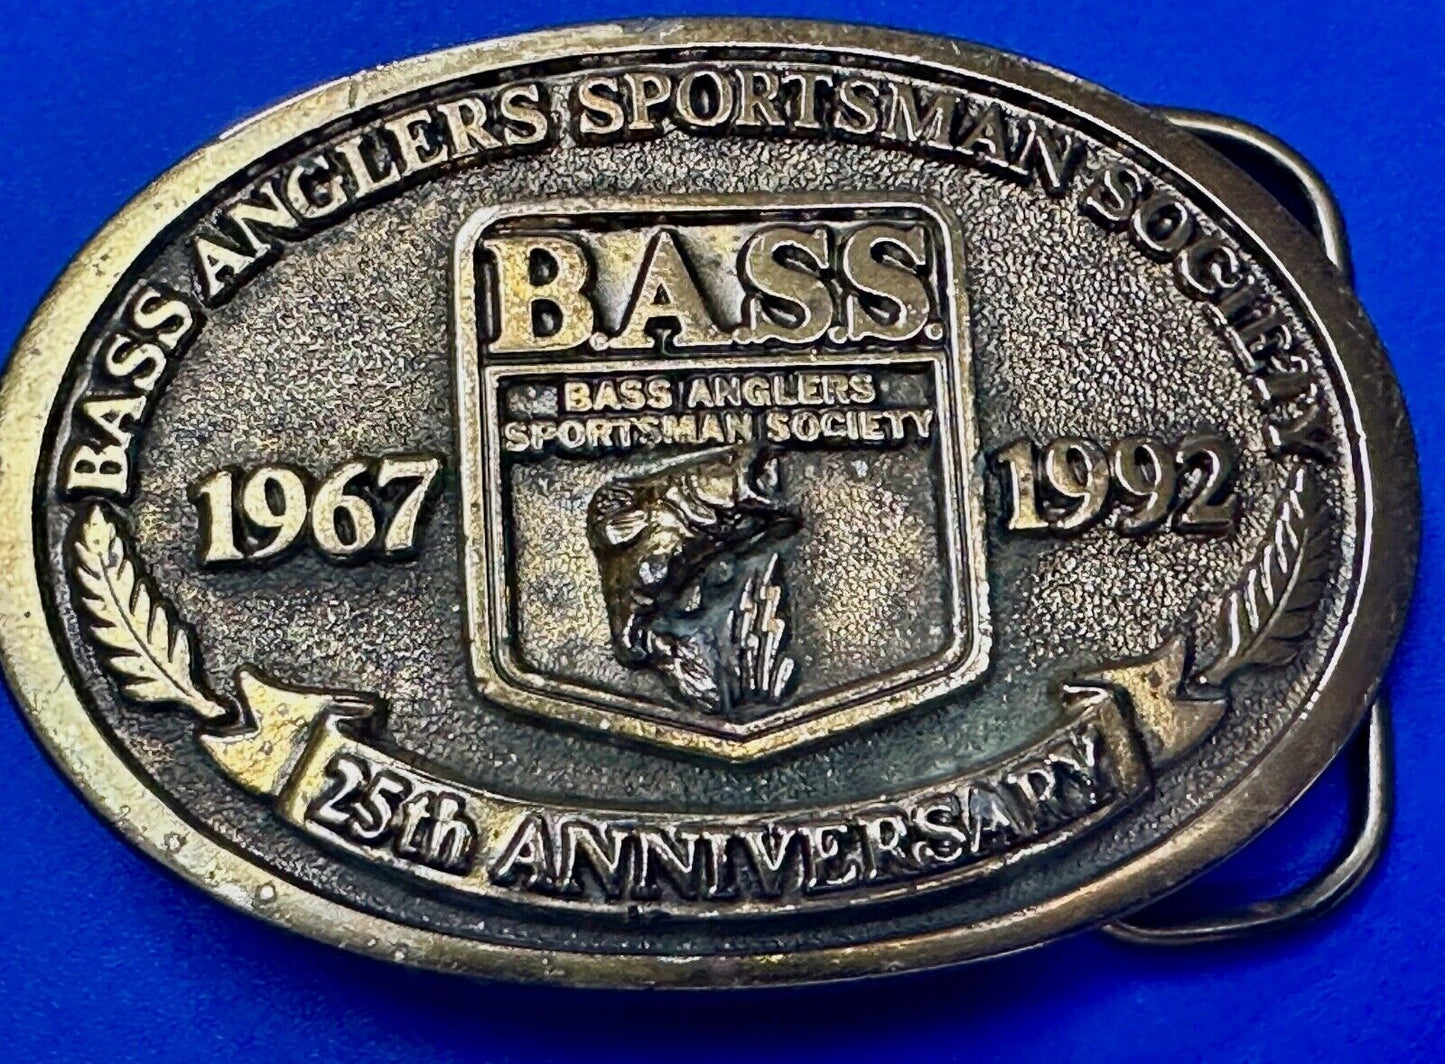 BASS ANGLERS SPORTSMAN SOCIETY
B.A.S.S.
BASS ANGLERS
SPORTSMAN SOCIETY
1967
1992
25th ANNIVERSARY